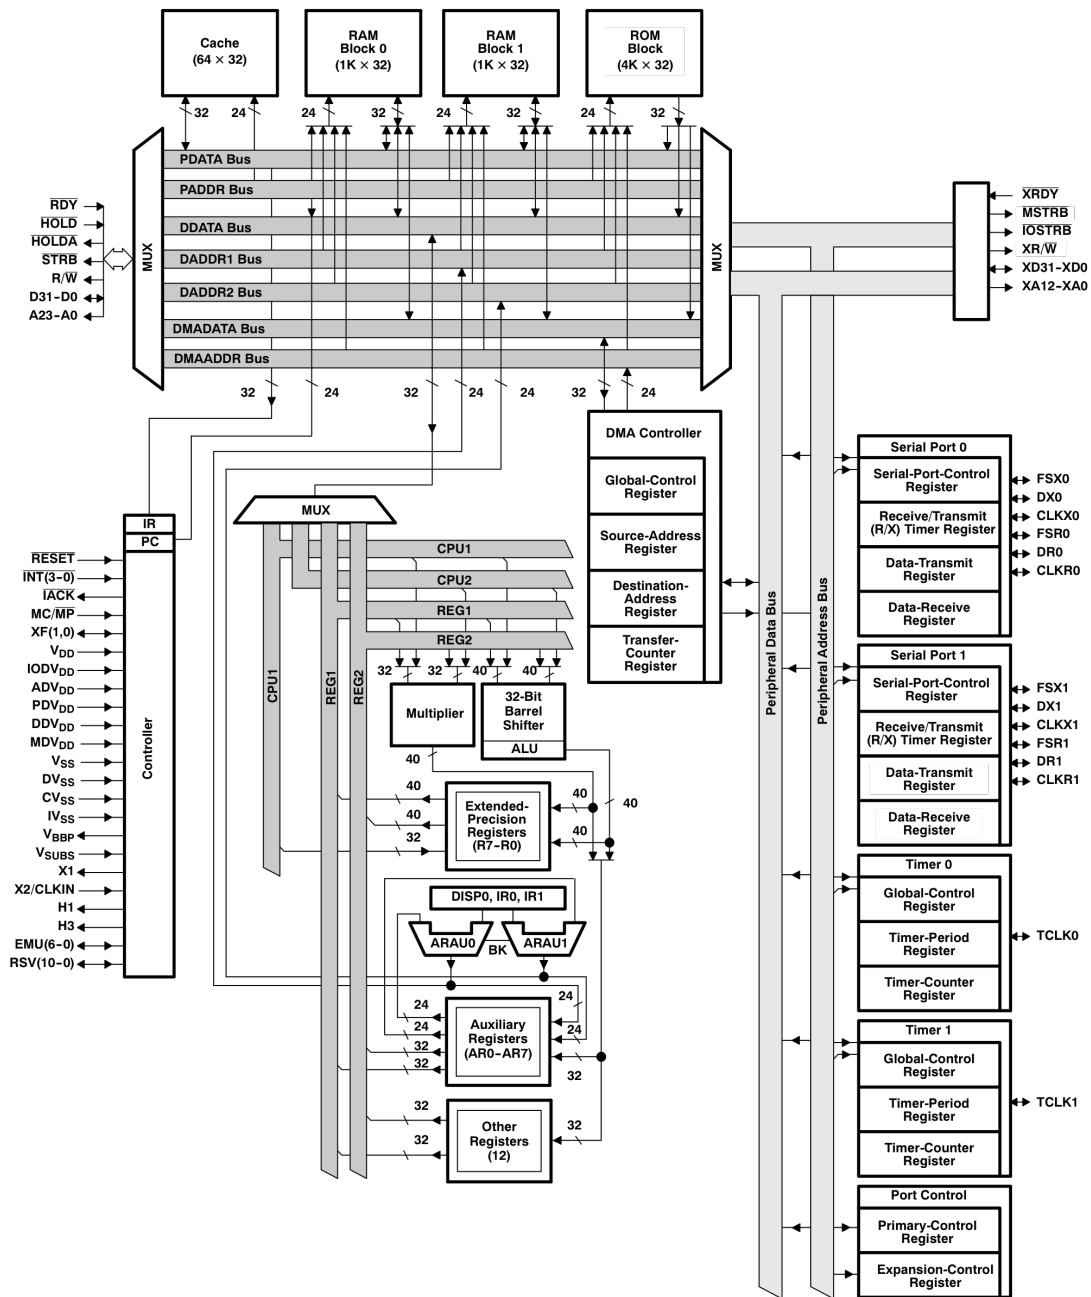 Cache
(64 × 32)
RAM
Block 0
(1K × 32)
RAM
Block 1
(1K × 32)
ROM
Block
(4K × 32)
32
24
24
32
24
32
24
32
PDATA Bus
PADDR Bus
DDATA Bus
DADDR1 Bus
DADDR2 Bus
DMADATA Bus
DMAADDR Bus
MUX
MUX
RDY
HOLD
HOLDA
STRB
R/W
D31–D0
A23–A0
XRDY
MSTRB
IOSTRB
XR/W
XD31–XD0
XA12–XA0
32
24
32
24
24
32
24
DMA Controller
Global-Control
Register
Source-Address
Register
Destination-
Address
Register
Transfer-
Counter
Register
Peripheral Data Bus
Peripheral Address Bus
IR
PC
Controller
RESET
INT(3–0)
IACK
MC/MP
XF(1,0)
VDD
IODVDD
ADVDD
PDVDD
DDVDD
MDVDD
VSS
DVSS
CVSS
IVSS
VBBP
VSUBS
X1
X2/CLKIN
H1
H3
EMU(6–0)
RSV(10–0)
MUX
CPU1
CPU2
REG1
REG2
CPU1
REG1
REG2
32
32
40
40
Multiplier
32-Bit
Barrel
Shifter
ALU
40
40
40
32
Extended-
Precision
Registers
(R7–R0)
40
40
40
DISP0, IR0, IR1
ARAU0
BK
ARAU1
24
24
32
32
Auxiliary
Registers
(AR0–AR7)
24
24
32
32
32
Other
Registers
(12)
32
Serial Port 0
Serial-Port-Control
Register
Receive/Transmit
(R/X) Timer Register
Data-Transmit
Register
Data-Receive
Register
FSX0
DX0
CLKX0
FSR0
DR0
CLKR0
Serial Port 1
Serial-Port-Control
Register
Receive/Transmit
(R/X) Timer Register
Data-Transmit
Register
Data-Receive
Register
FSX1
DX1
CLKX1
FSR1
DR1
CLKR1
Timer 0
Global-Control
Register
Timer-Period
Register
Timer-Counter
Register
TCLK0
Timer 1
Global-Control
Register
Timer-Period
Register
Timer-Counter
Register
TCLK1
Port Control
Primary-Control
Register
Expansion-Control
Register